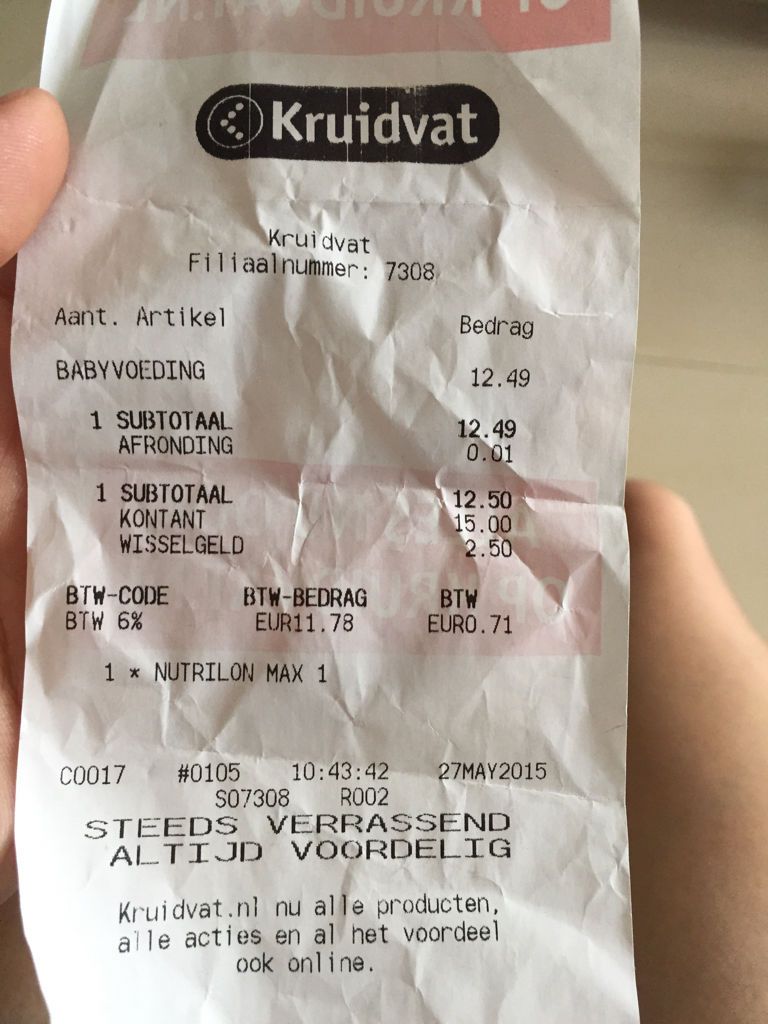 Kruidvat
Kruidvat
Filiaalnummer: 7308
Aant. Artikel Bedrag
BABYVOEDING 12.49
1 SUBTOTAAL 12.49
AFRONDING 0.01
1 SUBTOTAAL 12.50
KONTANT 15.00
WISSELGELD 2.50
BTW-CODE BTW-BEDRAG BTW
BTW 6% EUR11.78 EUR0.71
1 * NUTRILON MAX 1
C0017 #0105 10:43:42 27MAY2015
S07308 R002
STEEDS VERRASSEND
ALTIJD VOORDELIG
Kruidvat.nl nu alle producten,
alle acties en al het voordeel
ook online.